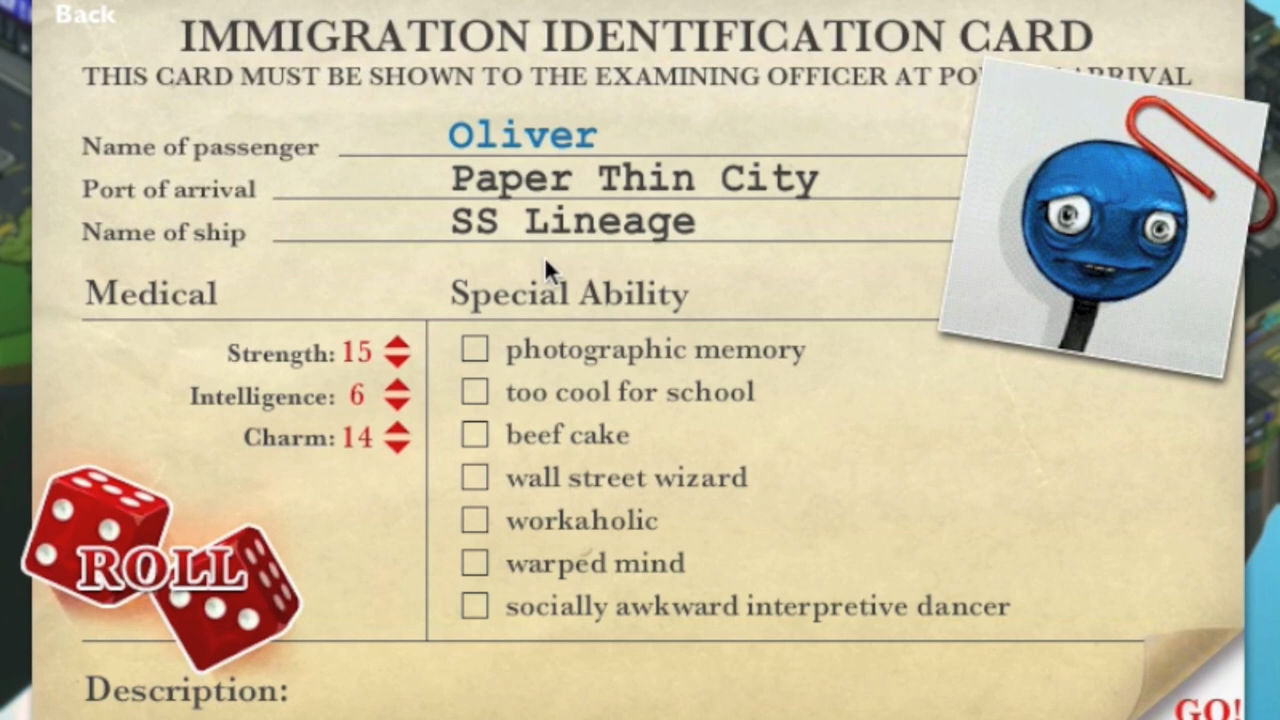 Back
IMMIGRATION IDENTIFICATION CARD
THIS CARD MUST BE SHOWN TO THE EXAMINING OFFICER AT ARRIVAL
Name of passenger Oliver
Port of arrival Paper Thin City
Name of ship SS Lineage
Medical Special Ability
Strength: 15
Intelligence: 6
Charm: 14
photographic memory
too cool for school
beef cake
wall street wizard
workaholic
warped mind
socially awkward interpretive dancer
ROLL
Description:
GO!